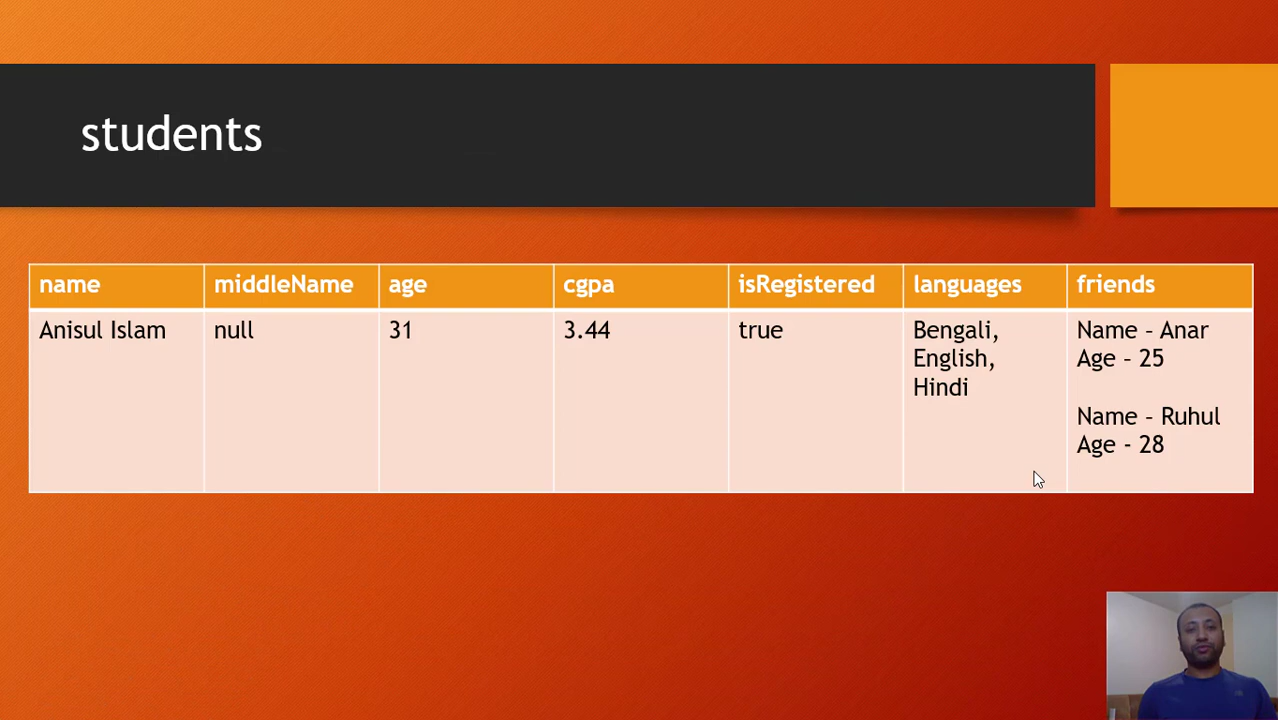 students
name middleName age cgpa isRegistered languages friends
Anisul Islam null 31 3.44 true Bengali, Name – Anar
English, Age – 25
Hindi
Name – Ruhul
Age - 28